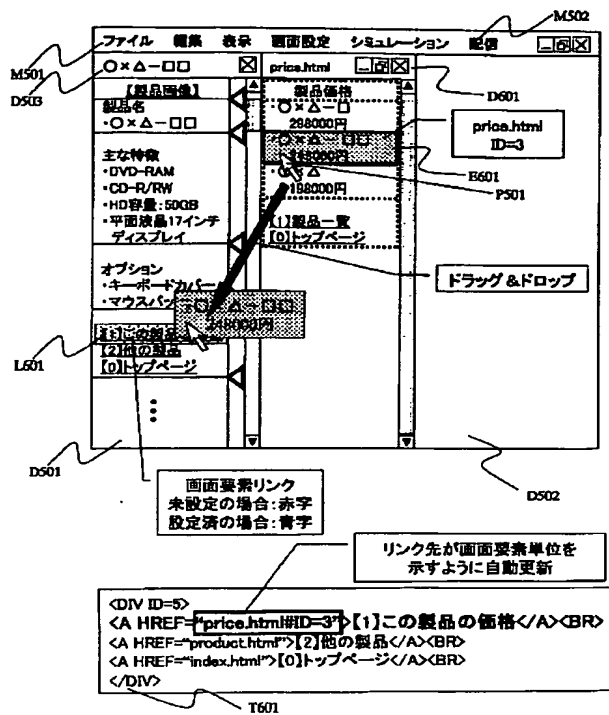 M502
ファイル 編集 表示 画面設定 シミュレーション 配信
M501
D503
○×△-□□
price.html
D601
【製品画像】
製品名
・○×△-□□
主な特徴
・DVD-RAM
・CD-R/RW
・HD容量:50GB
・平面液晶17インチ
ディスプレイ
オプション
・キーボードカバー
・マウスパッ
【1】この製品
【2】他の製品
【0】トップページ
製品価格
・○×△-□
298000円
・○×△-□□
248000円
・○×△
198000円
【1】製品一覧
【0】トップページ
price.html
ID=3
E601
P501
ドラッグ&ドロップ
・○×△-□□
248000円
L601
D501
D502
画面要素リンク
未設定の場合:赤字
設定済の場合:青字
リンク先が画面要素単位を
示すように自動更新
<DIV ID=5>
<A HREF="price.html#ID=3">【1】この製品の価格</A><BR>
<A HREF="product.html">【2】他の製品</A><BR>
<A HREF="index.html">【0】トップページ</A><BR>
</DIV>
T601